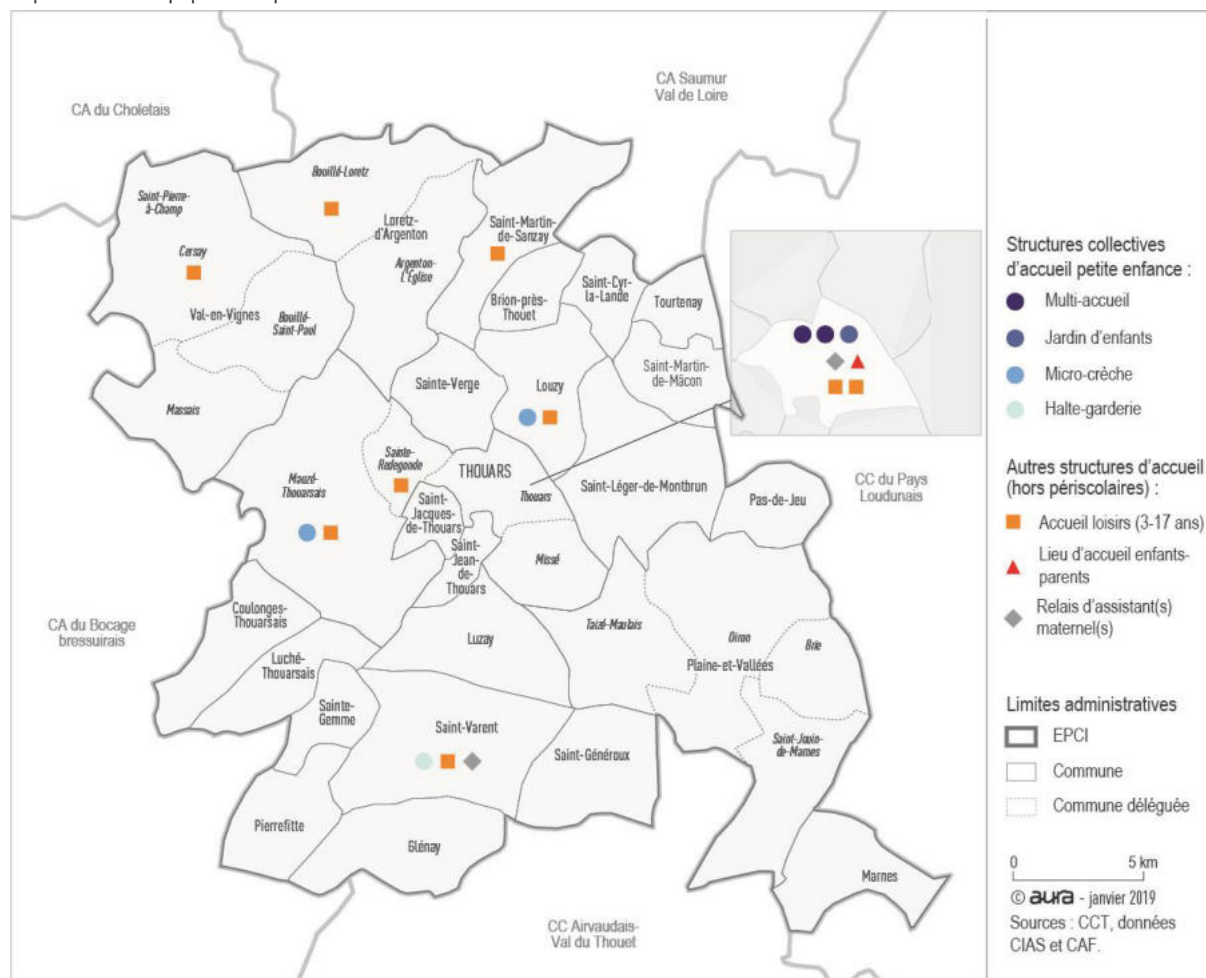 CA du Choletais
CA Saumur
Val de Loire
Bouillé-Loretz
Saint-Pierre-
à-Champ
Loretz-
d'Argenton
Saint-Martin-
de-Sanzay
Cersay
Argenton-
L'Église
Saint-Cyr-
la-Lande
Brion-près-
Thouet
Tourtenay
Val-en-Vignes
Bouillé-
Saint-Paul
Saint-Martin-
de-Mâcon
Sainte-Verge
Louzy
Massais
Sainte-
Radegonde
THOUARS
Mauzé-
Thouarsais
Thouars
Saint-Léger-de-Montbrun
CC du Pays
Loudunais
Pas-de-Jeu
Saint-
Jacques-
de-Thouars
Saint-
Jean-
de-
Thouars
Missé
Coulonges-
Thouarsais
CA du Bocage
bressuirais
Taizé-Maulais
Oiron
Brie
Luzay
Luché-
Thouarsais
Plaine-et-Vallées
Sainte-
Gemme
Saint-Varent
Saint-Généroux
Saint-Jouin-
de-Marnes
Pierrefitte
Glénay
Marnes
CC Airvaudais-
Val du Thouet
Structures collectives
d'accueil petite enfance :
Multi-accueil
Jardin d'enfants
Micro-crèche
Halte-garderie
Autres structures d'accueil
(hors périscolaires) :
Accueil loisirs (3-17 ans)
Lieu d'accueil enfants-
parents
Relais d'assistant(s)
maternel(s)
Limites administratives
EPCI
Commune
Commune déléguée
0 5 km
© aura - janvier 2019
Sources : CCT, données
CIAS et CAF.